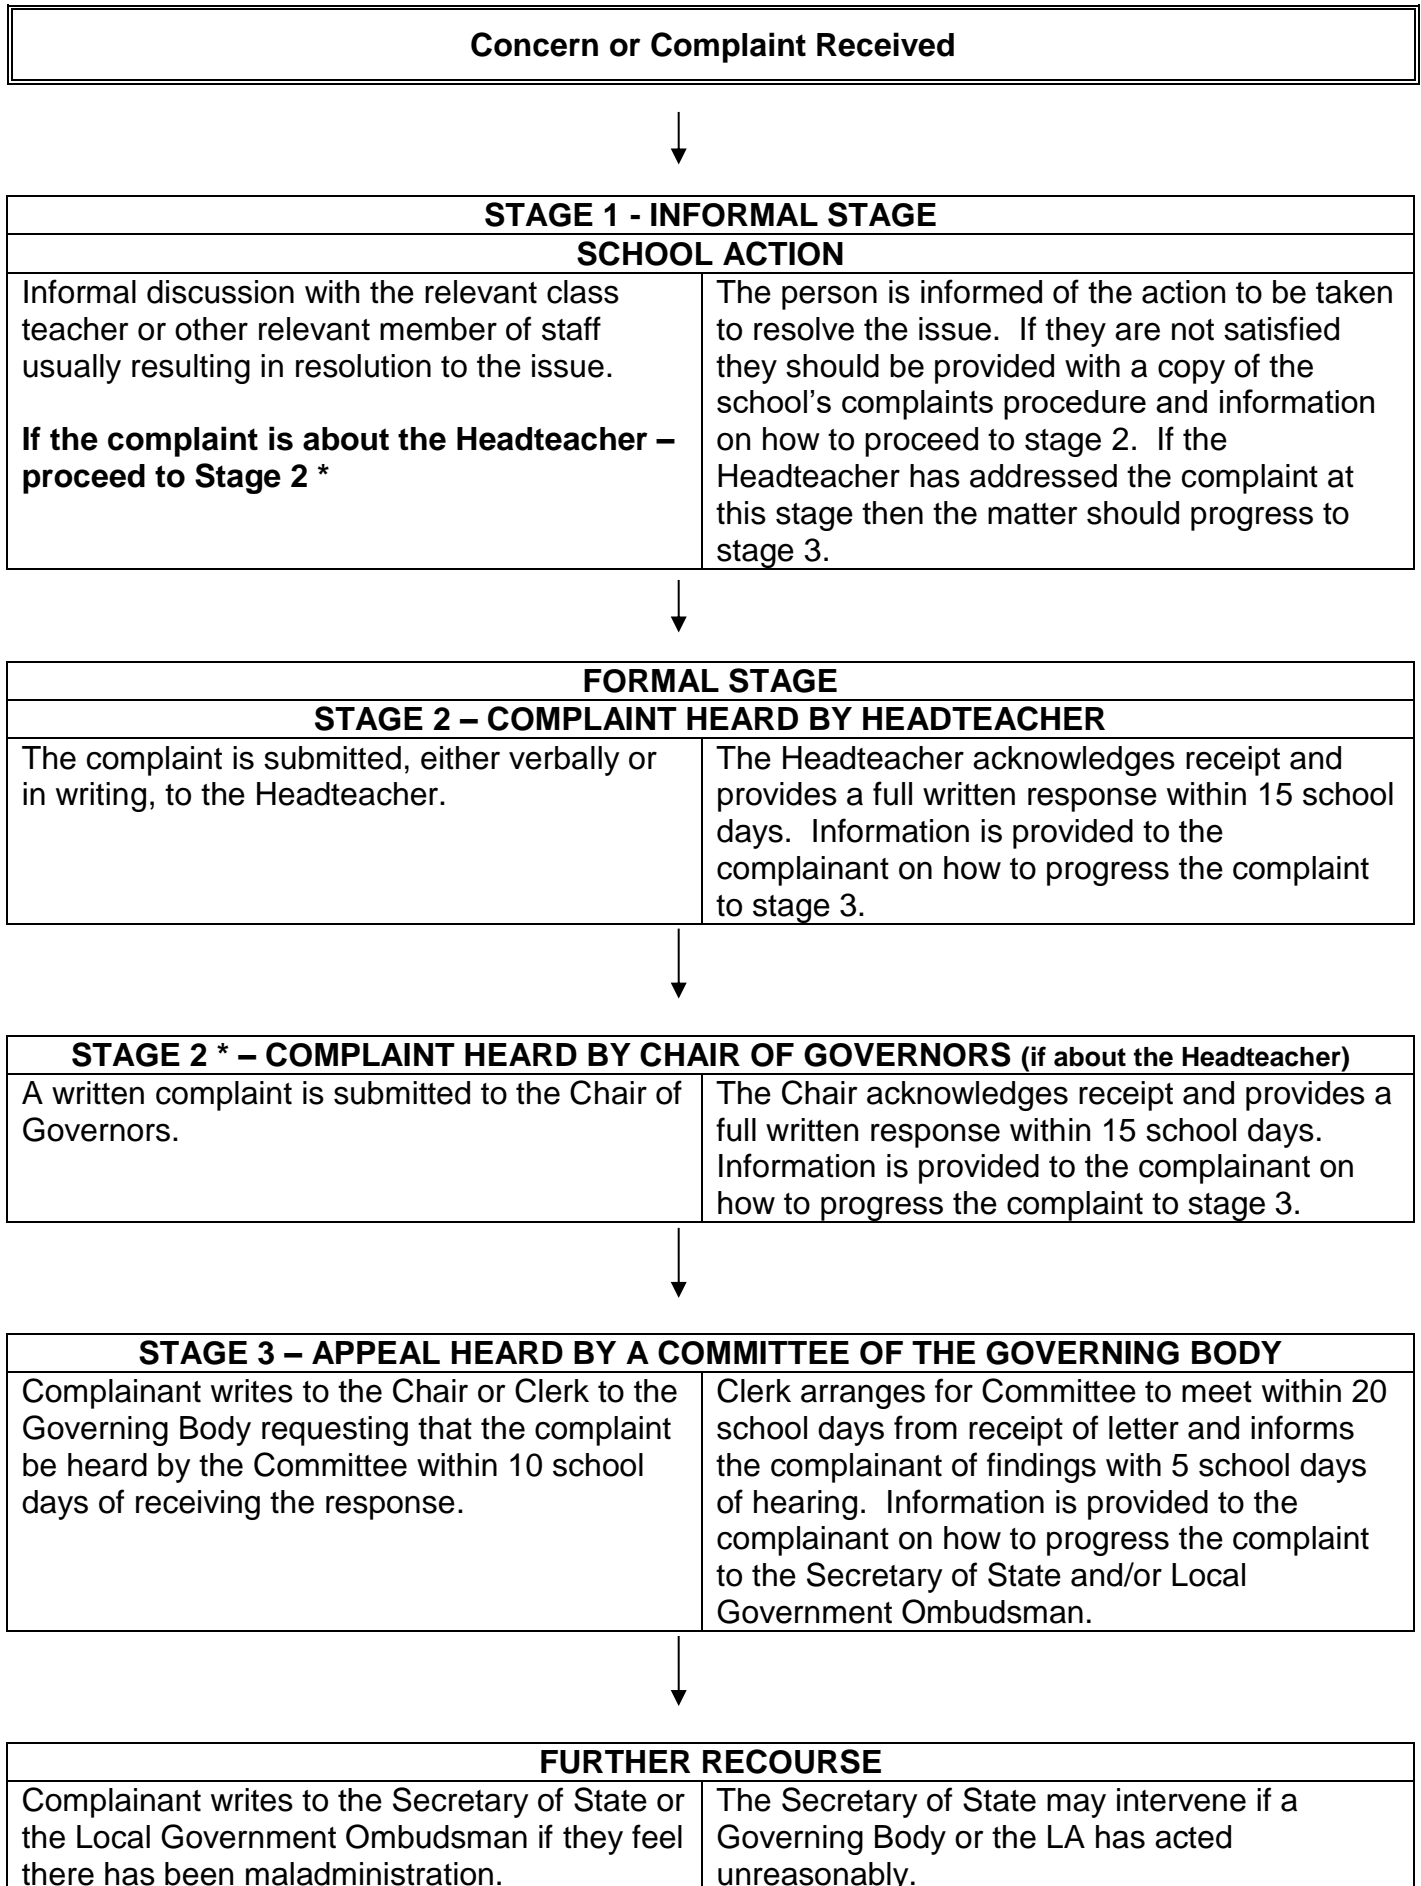 Concern or Complaint Received
STAGE 1 - INFORMAL STAGE
SCHOOL ACTION
Informal discussion with the relevant class
teacher or other relevant member of staff
usually resulting in resolution to the issue.
If the complaint is about the Headteacher –
proceed to Stage 2 *
The person is informed of the action to be taken
to resolve the issue.  If they are not satisfied
they should be provided with a copy of the
school’s complaints procedure and information
on how to proceed to stage 2.  If the
Headteacher has addressed the complaint at
this stage then the matter should progress to
stage 3.
FORMAL STAGE
STAGE 2 – COMPLAINT HEARD BY HEADTEACHER
The complaint is submitted, either verbally or
in writing, to the Headteacher.
The Headteacher acknowledges receipt and
provides a full written response within 15 school
days.  Information is provided to the
complainant on how to progress the complaint
to stage 3.
STAGE 2 * – COMPLAINT HEARD BY CHAIR OF GOVERNORS (if about the Headteacher)
A written complaint is submitted to the Chair of
Governors.
The Chair acknowledges receipt and provides a
full written response within 15 school days.
Information is provided to the complainant on
how to progress the complaint to stage 3.
STAGE 3 – APPEAL HEARD BY A COMMITTEE OF THE GOVERNING BODY
Complainant writes to the Chair or Clerk to the
Governing Body requesting that the complaint
be heard by the Committee within 10 school
days of receiving the response.
Clerk arranges for Committee to meet within 20
school days from receipt of letter and informs
the complainant of findings with 5 school days
of hearing.  Information is provided to the
complainant on how to progress the complaint
to the Secretary of State and/or Local
Government Ombudsman.
FURTHER RECOURSE
Complainant writes to the Secretary of State or
the Local Government Ombudsman if they feel
there has been maladministration.
The Secretary of State may intervene if a
Governing Body or the LA has acted
unreasonably.